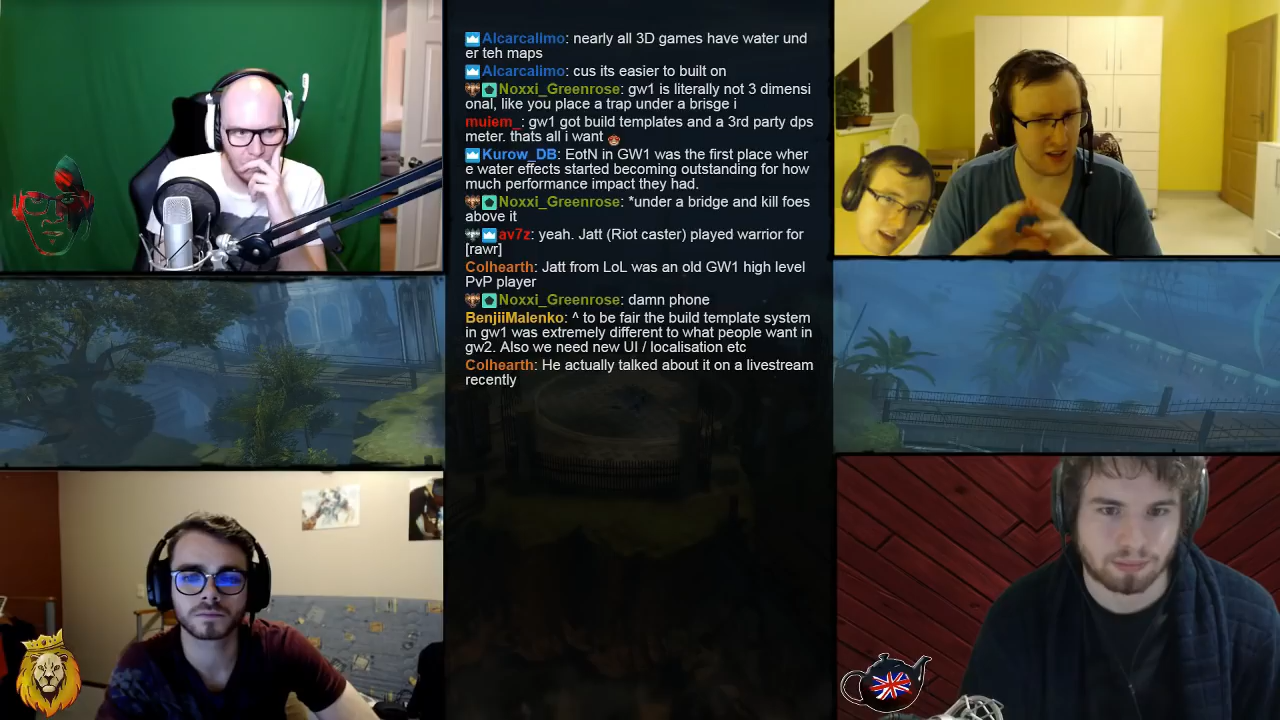 Alcarcalimo: nearly all 3D games have water und
er teh maps
Alcarcalimo: cus its easier to built on
Noxxi_Greenrose: gw1 is literally not 3 dimensi
onal, like you place a trap under a brisge i
muiem_: gw1 got build templates and a 3rd party dps
meter. thats all i want
Kurow_DB: EotN in GW1 was the first place wher
e water effects started becoming outstanding for how
much performance impact they had.
Noxxi_Greenrose: *under a bridge and kill foes
above it
av7z: yeah. Jatt (Riot caster) played warrior for
[rawr]
Colhearth: Jatt from LoL was an old GW1 high level
PvP player
Noxxi_Greenrose: damn phone
BenjiiMalenko: ^ to be fair the build template system
in gw1 was extremely different to what people want in
gw2. Also we need new UI / localisation etc
Colhearth: He actually talked about it on a livestream
recently